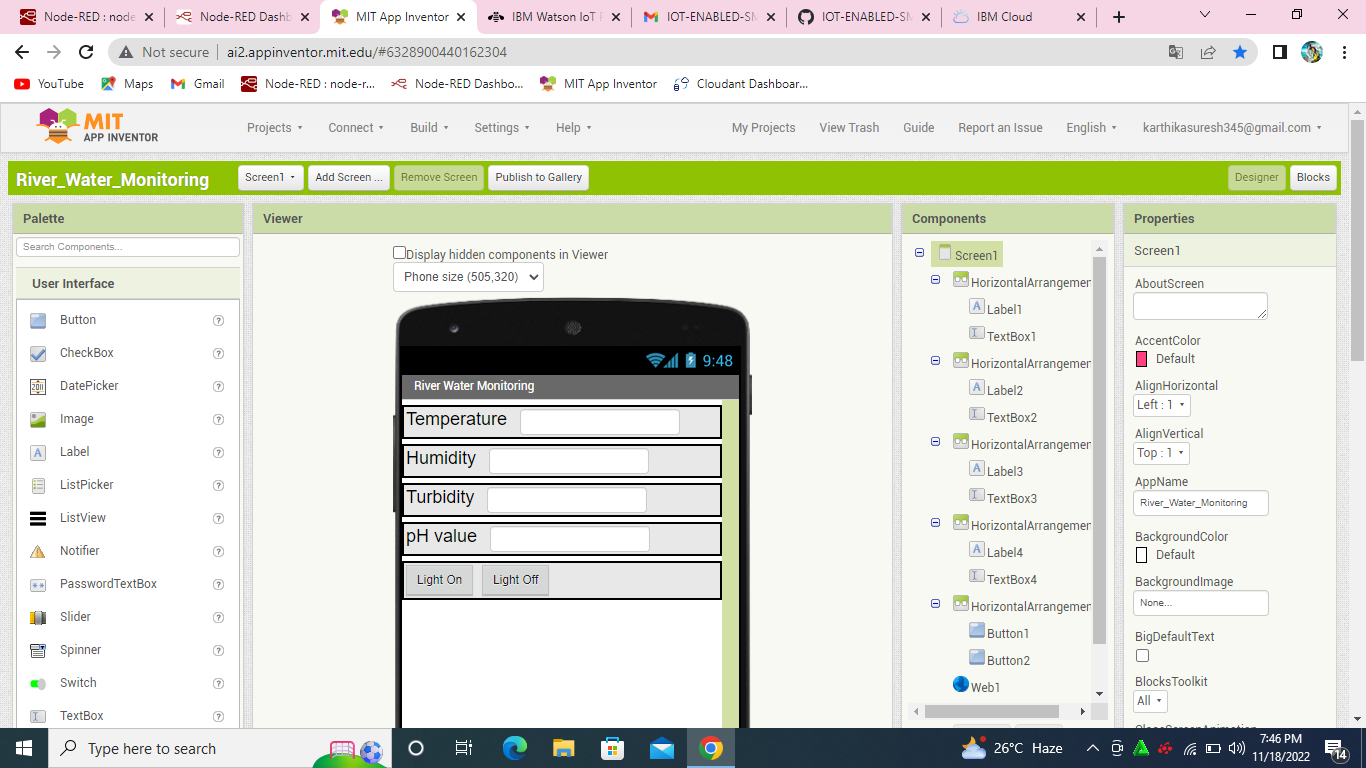 Node-RED : node
Node-RED Dashb
MIT App Inventor
IBM Watson IoT P
IOT-ENABLED-SM
IOT-ENABLED-SM
IBM Cloud
Not secure | ai2.appinventor.mit.edu/#6328900440162304
YouTube
Maps
Gmail
Node-RED : node-r...
Node-RED Dashbo...
MIT App Inventor
Cloudant Dashboar...
MIT
APP INVENTOR
Projects
Connect
Build
Settings
Help
My Projects
View Trash
Guide
Report an Issue
English
karthikasuresh345@gmail.com
River_Water_Monitoring
Screen1
Add Screen ...
Remove Screen
Publish to Gallery
Designer
Blocks
Palette
Search Components...
User Interface
Button
CheckBox
DatePicker
Image
Label
ListPicker
ListView
Notifier
PasswordTextBox
Slider
Spinner
Switch
TextBox
Viewer
Display hidden components in Viewer
Phone size (505,320)
9:48
River Water Monitoring
Temperature
Humidity
Turbidity
pH value
Light On
Light Off
Components
Screen1
HorizontalArrangemen
Label1
TextBox1
HorizontalArrangemen
Label2
TextBox2
HorizontalArrangemen
Label3
TextBox3
HorizontalArrangemen
Label4
TextBox4
HorizontalArrangemen
Button1
Button2
Web1
Properties
Screen1
AboutScreen
AccentColor
Default
AlignHorizontal
Left : 1
AlignVertical
Top : 1
AppName
River_Water_Monitoring
BackgroundColor
Default
BackgroundImage
None...
BigDefaultText
BlocksToolkit
All
CloseScreenAnimation
Type here to search
26°C Haze
7:46 PM
11/18/2022
14